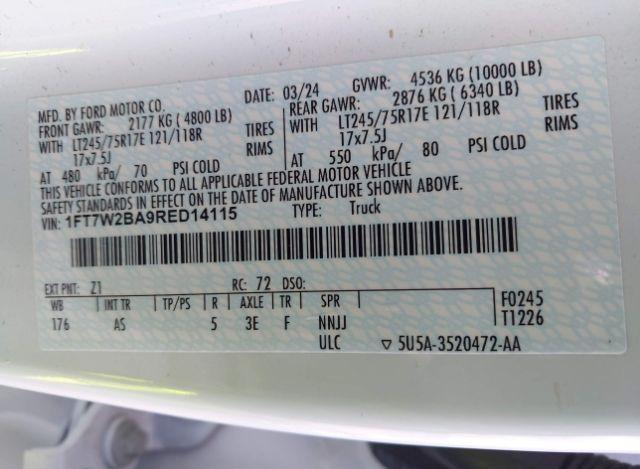 MFD. BY FORD MOTOR CO. DATE: 03/24 GVWR: 4536 KG (10000 LB)
FRONT GAWR: 2177 KG (4800 LB) REAR GAWR: 2876 KG (6340 LB)
WITH LT245/75R17E 121/118R TIRES WITH LT245/75R17E 121/118R TIRES
17x7.5J RIMS 17x7.5J RIMS
AT 480 kPa/ 70 PSI COLD AT 550 kPa/ 80 PSI COLD
THIS VEHICLE CONFORMS TO ALL APPLICABLE FEDERAL MOTOR VEHICLE
SAFETY STANDARDS IN EFFECT ON THE DATE OF MANUFACTURE SHOWN ABOVE.
VIN: 1FT7W2BA9RED14115 TYPE: Truck
EXT PNT: Z1 RC: 72 DSO:
WB INT TR TP/PS R AXLE TR SPR F0245
176 AS 5 3E F NNJJ T1226
ULC ▽ 5U5A-3520472-AA